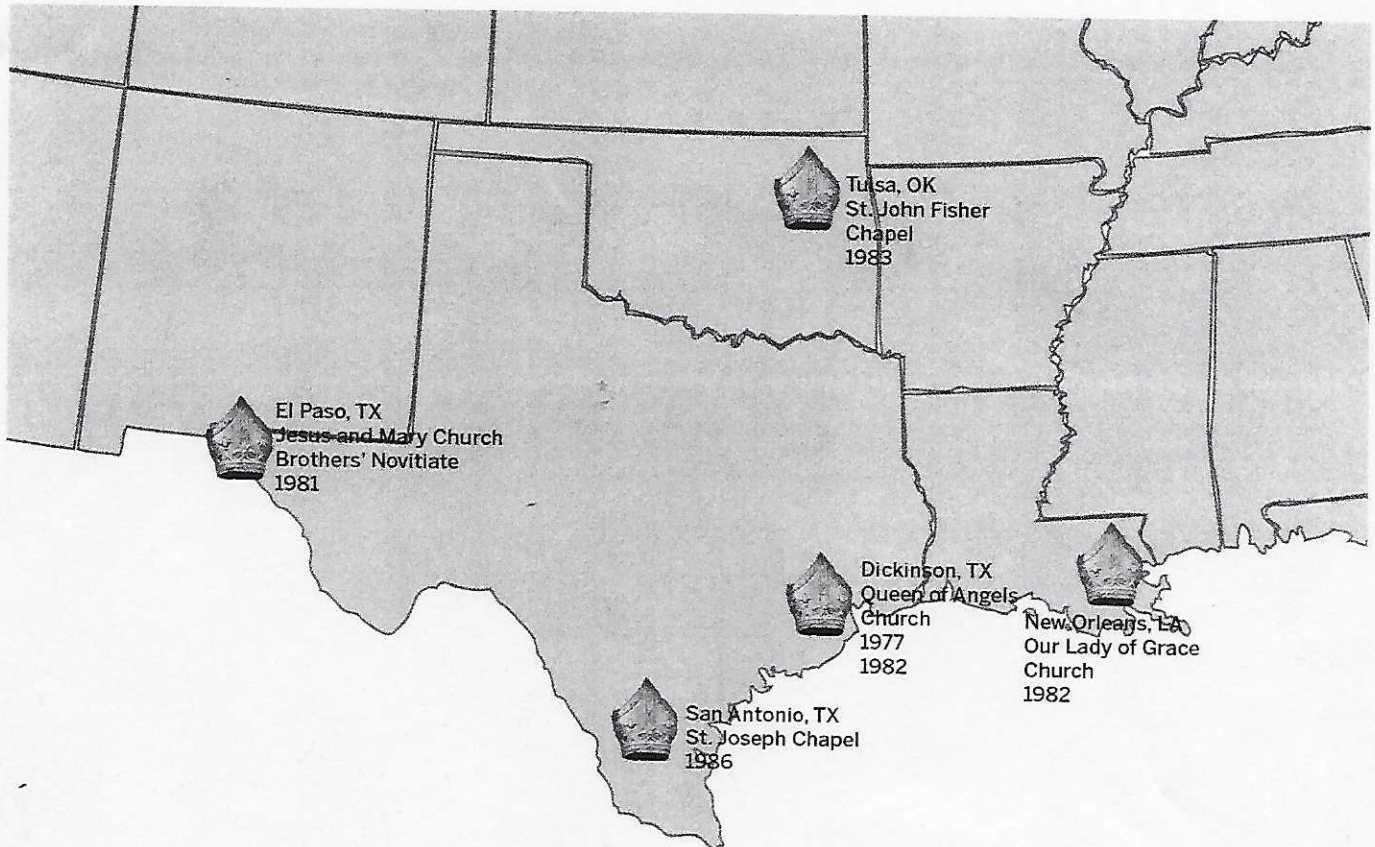 Tulsa, OK
St. John Fisher
Chapel
1983
El Paso, TX
Jesus and Mary Church
Brothers' Novitiate
1981
Dickinson, TX
Queen of Angels
Church
1977
1982
New Orleans, LA
Our Lady of Grace
Church
1982
San Antonio, TX
St. Joseph Chapel
1986